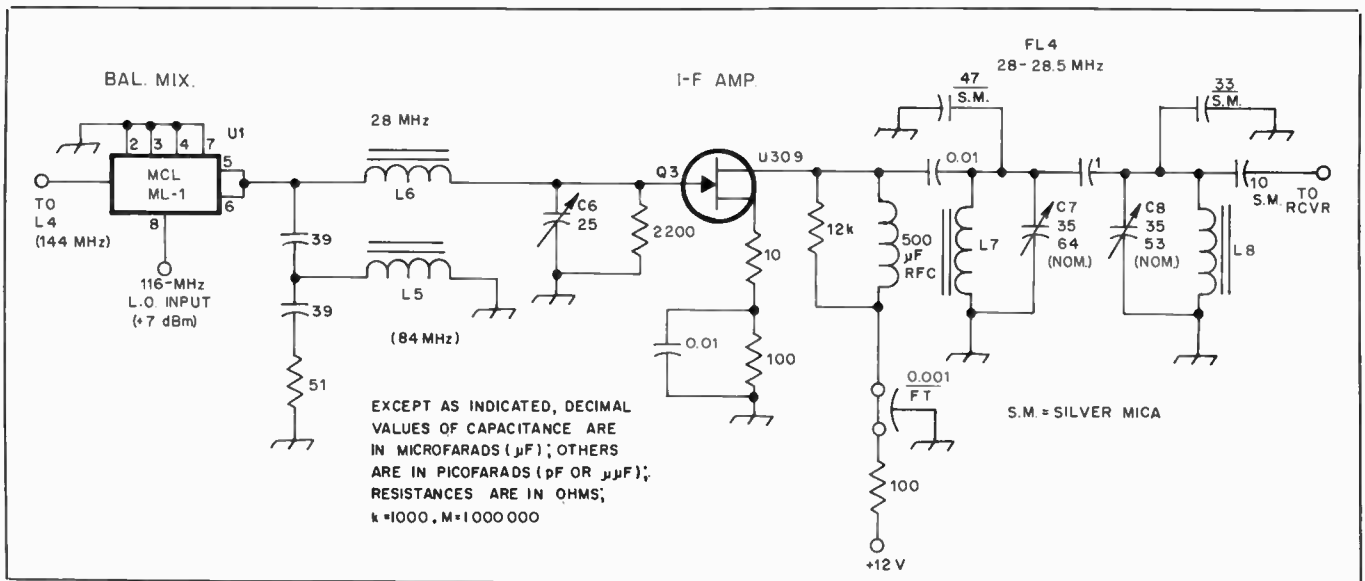 BAL. MIX.
I-F AMP.
FL4
28-28.5 MHz
47
S.M.
33
S.M.
U1
2 3 4 7
5
6
8
MCL
ML-1
TO
L4
(144 MHz)
116-MHz
L.O. INPUT
(+7 dBm)
28 MHz
L6
39
L5
39
(84 MHz)
51
C6
25
2200
Q3
U309
10
0.01
100
12k
500
µF
RFC
0.01
L7
C7
35
64
(NOM.)
1
C8
35
53
(NOM.)
L8
10
S.M.
TO
RCVR
0.001
FT
100
+12 V
S.M. = SILVER MICA
EXCEPT AS INDICATED, DECIMAL
VALUES OF CAPACITANCE ARE
IN MICROFARADS (µF); OTHERS
ARE IN PICOFARADS (pF OR µµF);
RESISTANCES ARE IN OHMS;
k=1000, M=1000 000